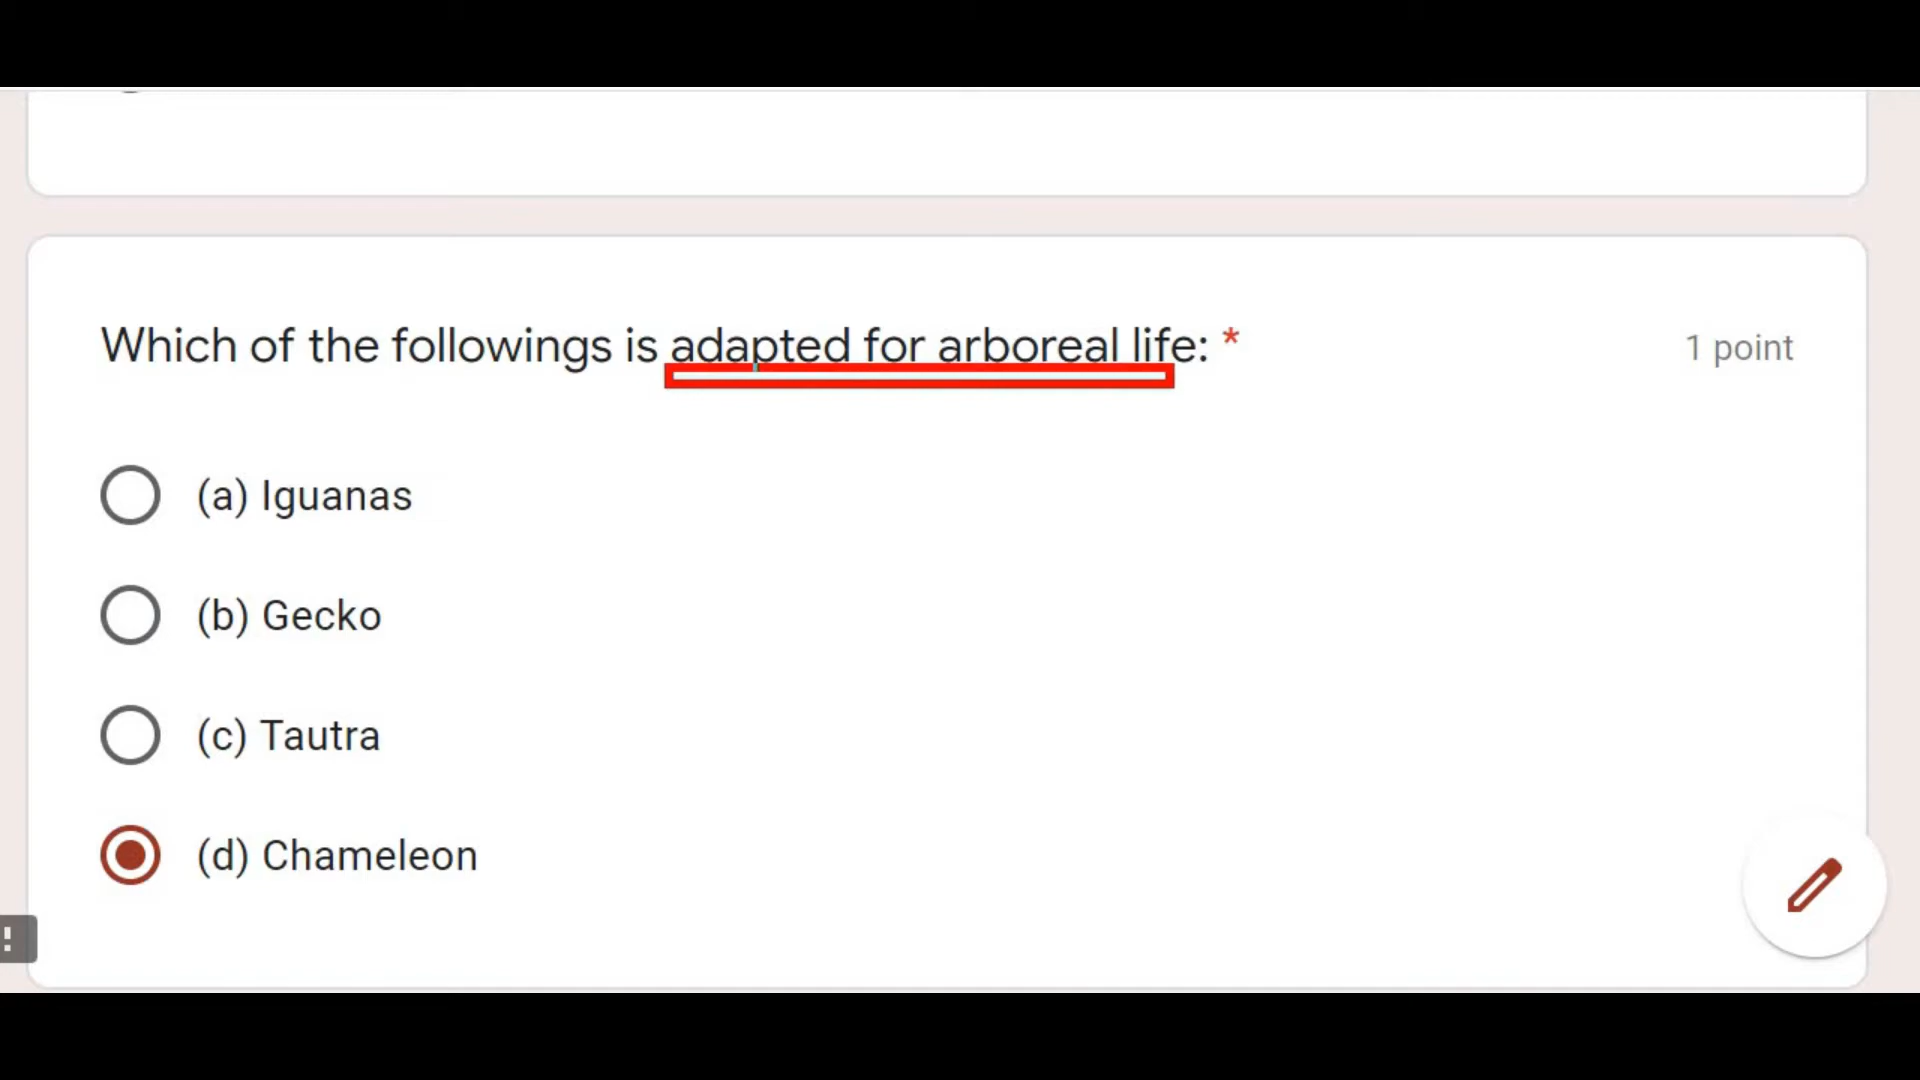 Which of the followings is adapted for arboreal life: *
1 point
(a) Iguanas
(b) Gecko
(c) Tautra
(d) Chameleon